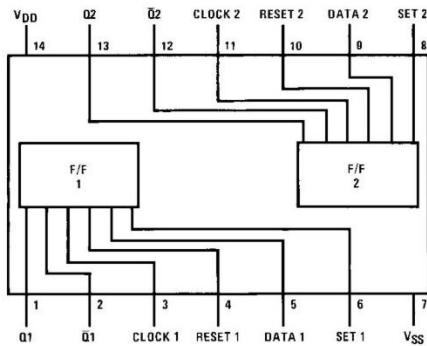 VDD Q2 Q̅2 CLOCK 2 RESET 2 DATA 2 SET 2
14 13 12 11 10 9 8
F/F
1
F/F
2
1 2 3 4 5 6 7
Q1 Q̅1 CLOCK 1 RESET 1 DATA 1 SET 1 VSS